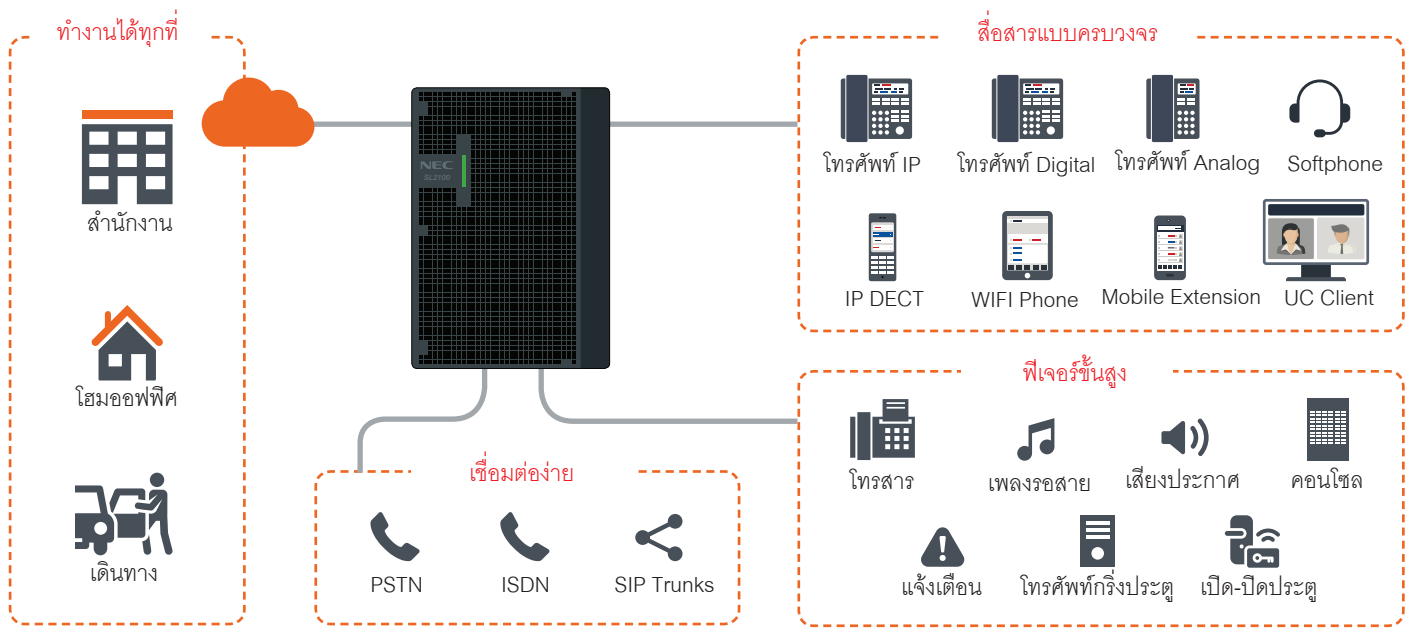 ทำงานได้ทุกที่
สำนักงาน
โฮมออฟฟิศ
เดินทาง
NEC
SL2100
สื่อสารแบบครบวงจร
โทรศัพท์ IP
โทรศัพท์ Digital
โทรศัพท์ Analog
Softphone
IP DECT
WIFI Phone
Mobile Extension
UC Client
เชื่อมต่อง่าย
PSTN
ISDN
SIP Trunks
ฟีเจอร์ขั้นสูง
โทรสาร
เพลงรอสาย
เสียงประกาศ
คอนโซล
แจ้งเตือน
โทรศัพท์กริ่งประตู
เปิด-ปิดประตู